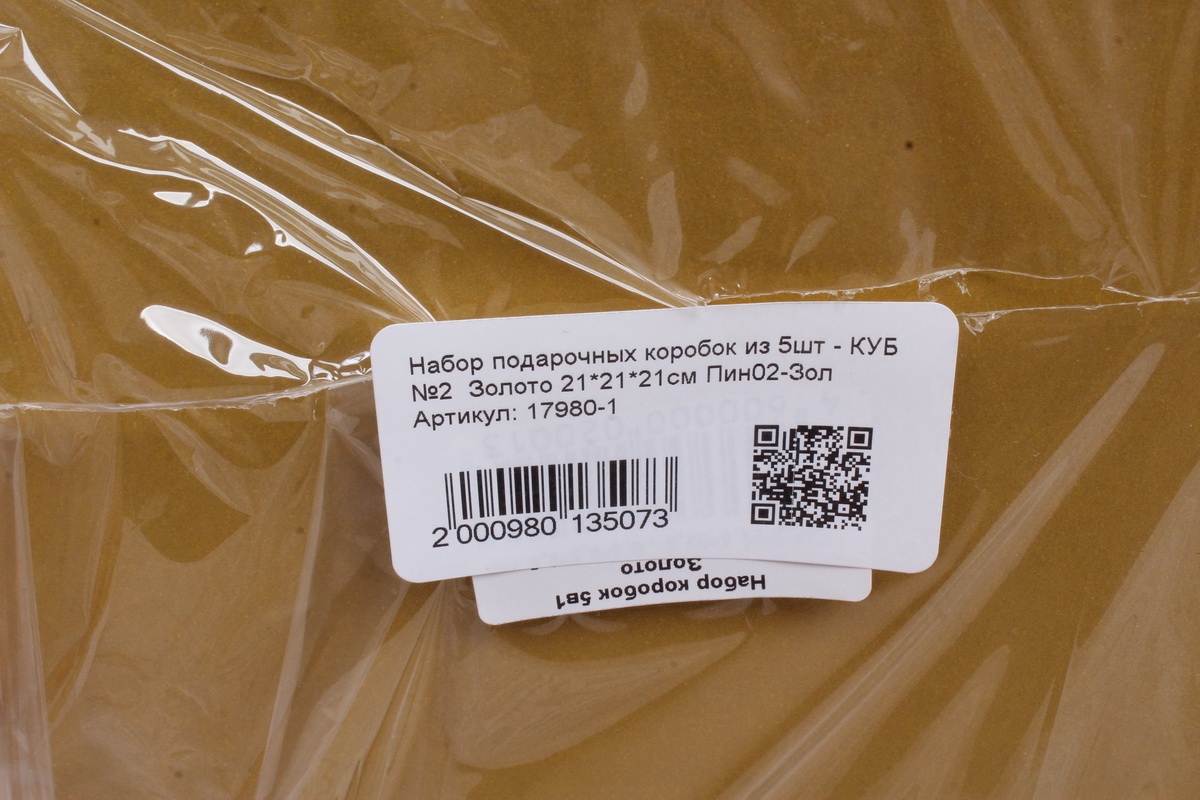 Набор подарочных коробок из 5шт - КУБ
№2 Золото 21*21*21см Пин02-Зол
Артикул: 17980-1
2 000980 135073
Набор коробок 5в1
Золото